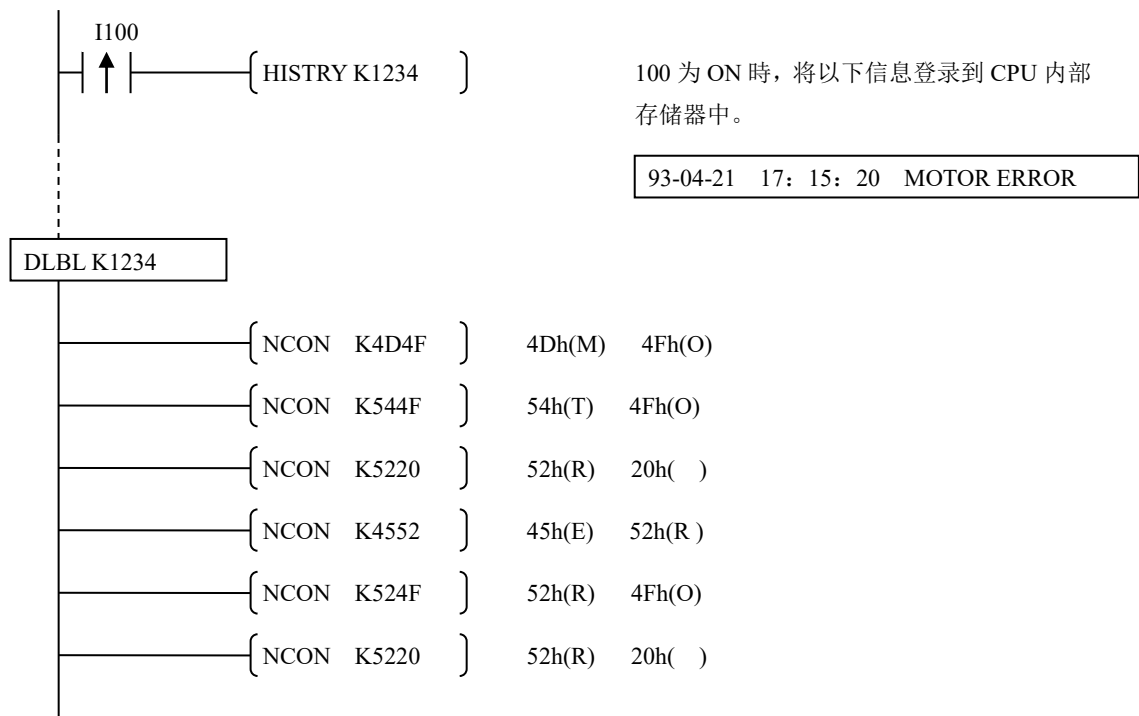 I100
HISTRY K1234
100 为 ON 時，将以下信息登录到 CPU 内部
存储器中。
93-04-21 17：15：20 MOTOR ERROR
DLBL K1234
NCON K4D4F 4Dh(M) 4Fh(O)
NCON K544F 54h(T) 4Fh(O)
NCON K5220 52h(R) 20h( )
NCON K4552 45h(E) 52h(R )
NCON K524F 52h(R) 4Fh(O)
NCON K5220 52h(R) 20h( )